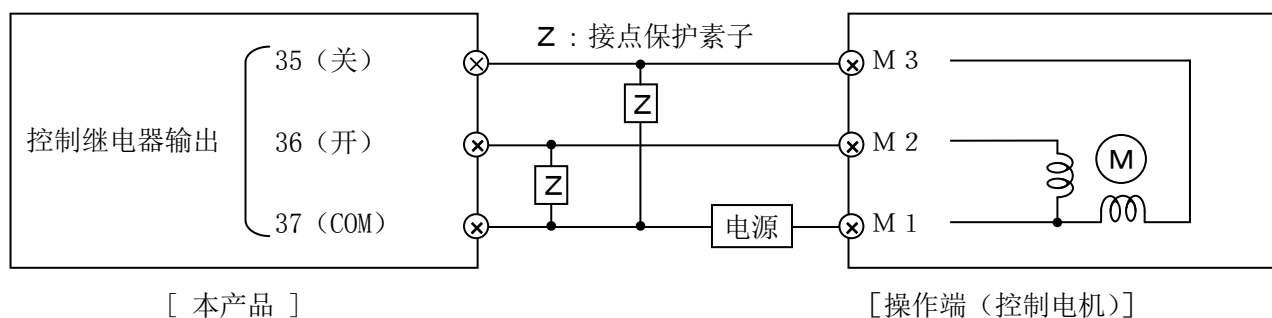 Z : 接点保护素子
35（关）
M 3
Z
控制继电器输出
36（开）
M 2
M
Z
37（COM）
电源
M 1
[ 本产品 ]
[操作端（控制电机）]